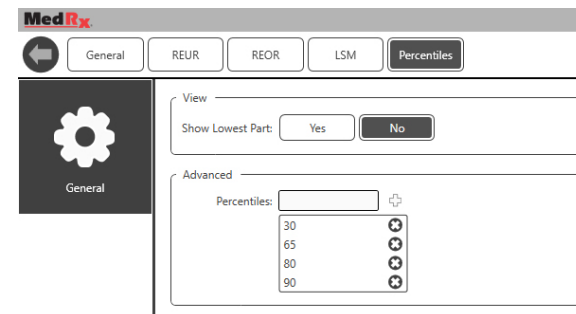 MedRx
General REUR REOR LSM Percentiles
View
Show Lowest Part: Yes No
General
Advanced
Percentiles:
30
65
80
90